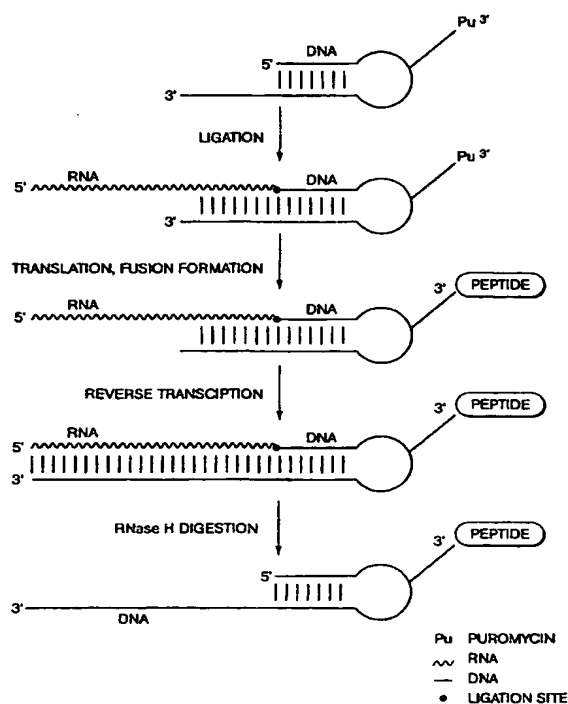 Pu 3'
DNA
5'
3'
LIGATION
RNA
DNA
Pu 3'
5'
3'
TRANSLATION, FUSION FORMATION
3' PEPTIDE
RNA
DNA
5'
REVERSE TRANSCIPTION
3' PEPTIDE
RNA
DNA
5'
3'
RNase H DIGESTION
3' PEPTIDE
5'
3'
DNA
Pu PUROMYCIN
RNA
DNA
LIGATION SITE